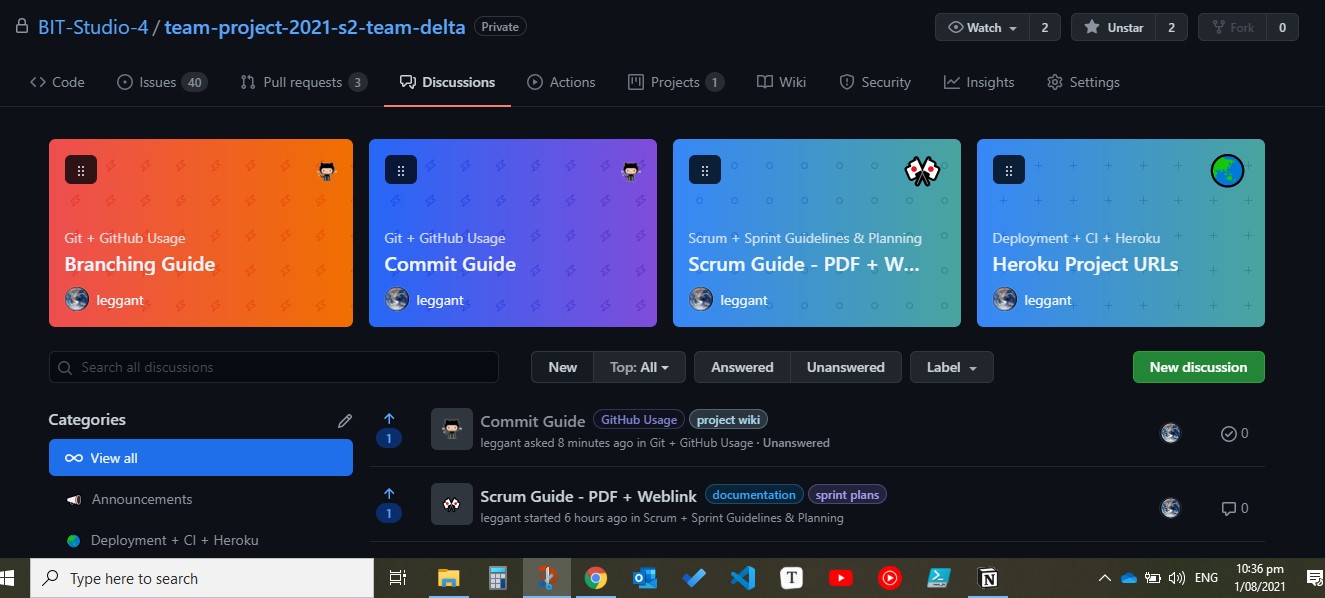 BIT-Studio-4 / team-project-2021-s2-team-delta Private
Watch 2 Unstar 2 Fork 0
Code Issues 40 Pull requests 3 Discussions Actions Projects 1 Wiki Security Insights Settings
Git + GitHub Usage
Branching Guide
leggant
Git + GitHub Usage
Commit Guide
leggant
Scrum + Sprint Guidelines & Planning
Scrum Guide - PDF + W...
leggant
Deployment + CI + Heroku
Heroku Project URLs
leggant
Search all discussions
New Top: All Answered Unanswered Label New discussion
Categories
View all
Announcements
Deployment + CI + Heroku
1
Commit Guide GitHub Usage project wiki
leggant asked 8 minutes ago in Git + GitHub Usage · Unanswered
0
1
Scrum Guide - PDF + Weblink documentation sprint plans
leggant started 6 hours ago in Scrum + Sprint Guidelines & Planning
0
Type here to search
T
N
ENG
10:36 pm
1/08/2021